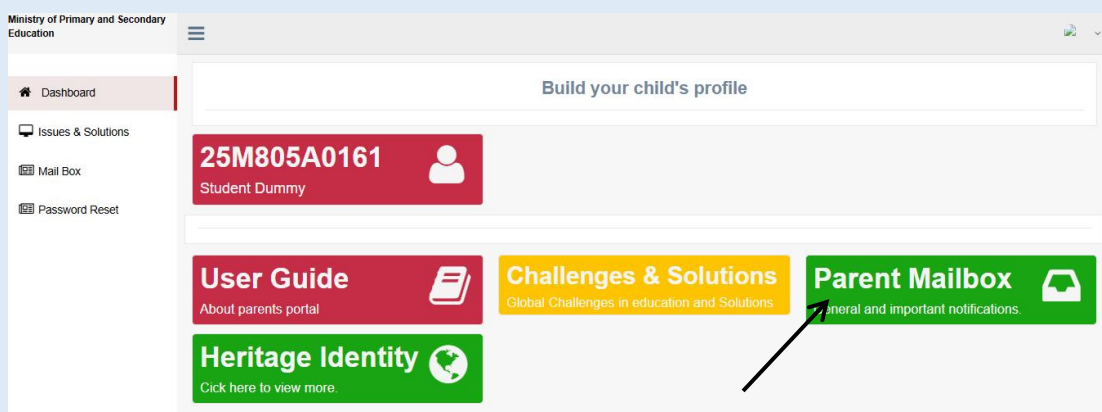 Ministry of Primary and Secondary
Education
Dashboard
Issues & Solutions
Mail Box
Password Reset
Build your child's profile
25M805A0161
Student Dummy
User Guide
About parents portal
Challenges & Solutions
Global Challenges in education and Solutions
Parent Mailbox
General and important notifications.
Heritage Identity
Cick here to view more.